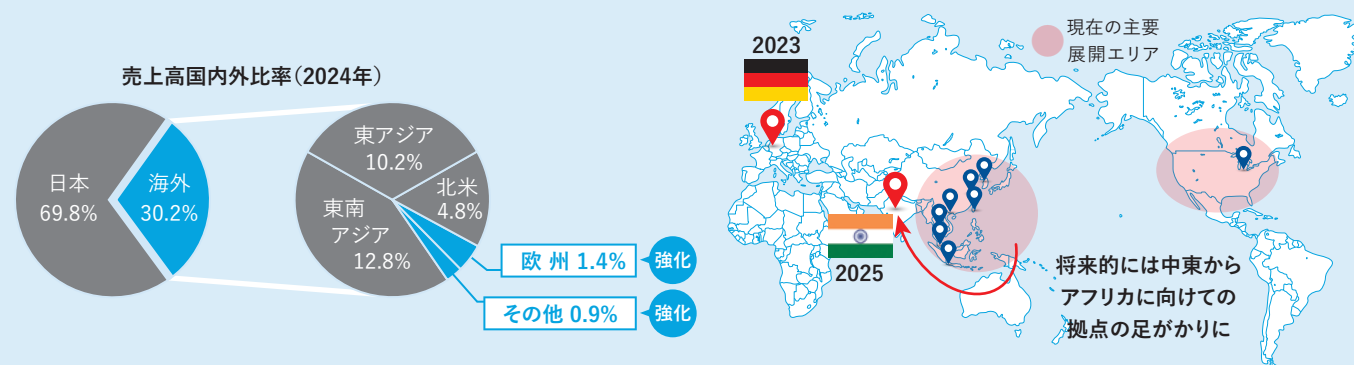 売上高国内外比率(2024年)
日本
69.8%
海外
30.2%
東アジア
10.2%
北米
4.8%
東南
アジア
12.8%
欧 州 1.4%
強化
その他 0.9%
強化
2023
2025
現在の主要
展開エリア
将来的には中東から
アフリカに向けての
拠点の足がかりに